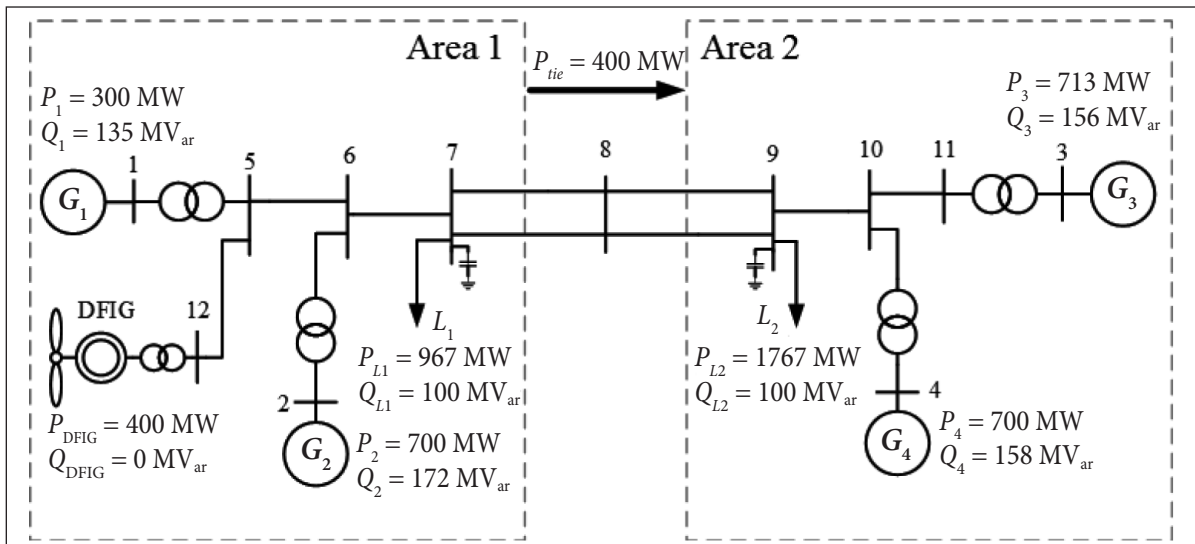 Area 1
P_tie = 400 MW
Area 2
P_1 = 300 MW
Q_1 = 135 MV_ar
P_3 = 713 MW
Q_3 = 156 MV_ar
1
5
6
7
8
9
10
11
3
G_1
G_3
DFIG
12
L_1
L_2
P_L1 = 967 MW
Q_L1 = 100 MV_ar
P_L2 = 1767 MW
Q_L2 = 100 MV_ar
2
4
P_DFIG = 400 MW
Q_DFIG = 0 MV_ar
G_2
P_2 = 700 MW
Q_2 = 172 MV_ar
G_4
P_4 = 700 MW
Q_4 = 158 MV_ar